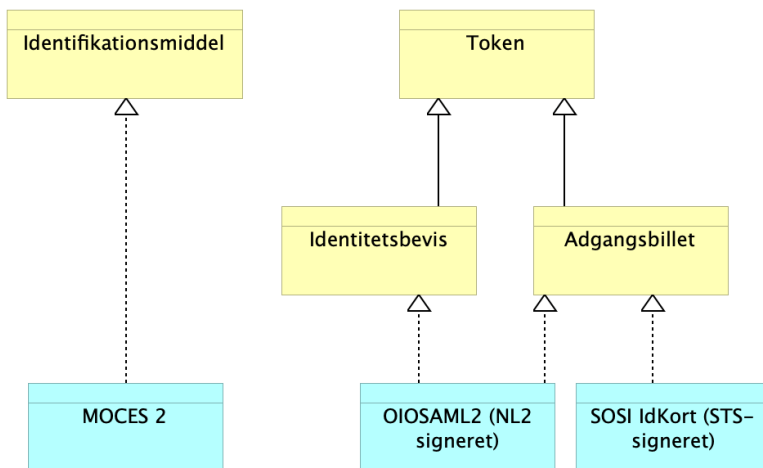 Identifikationsmiddel
Token
Identitetsbevis
Adgangsbillet
MOCES 2
OIOSAML2 (NL2
signeret)
SOSI IdKort (STS-
signeret)